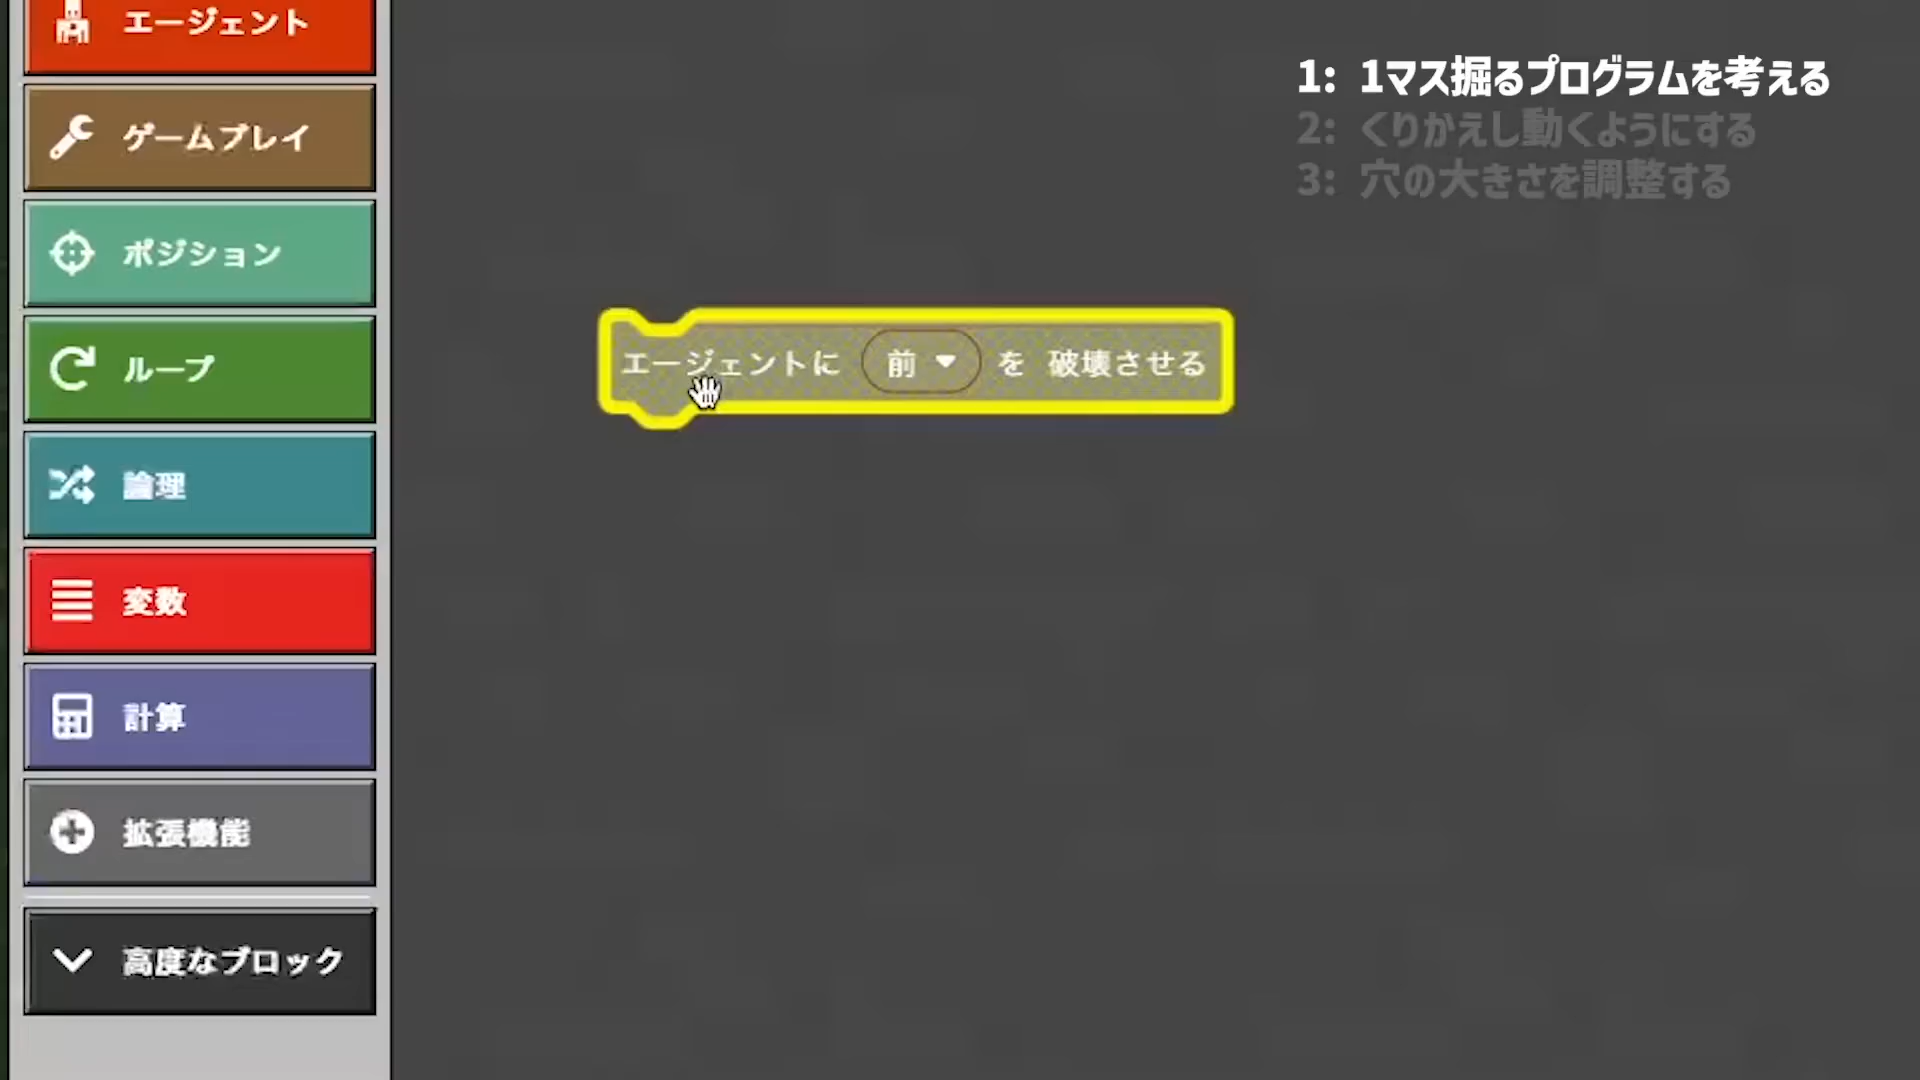 エージェント
ゲームプレイ
ポジション
ループ
論理
変数
計算
拡張機能
高度なブロック
エージェントに 前 を 破壊させる
1: 1マス掘るプログラムを考える
2: くりかえし動くようにする
3: 穴の大きさを調整する